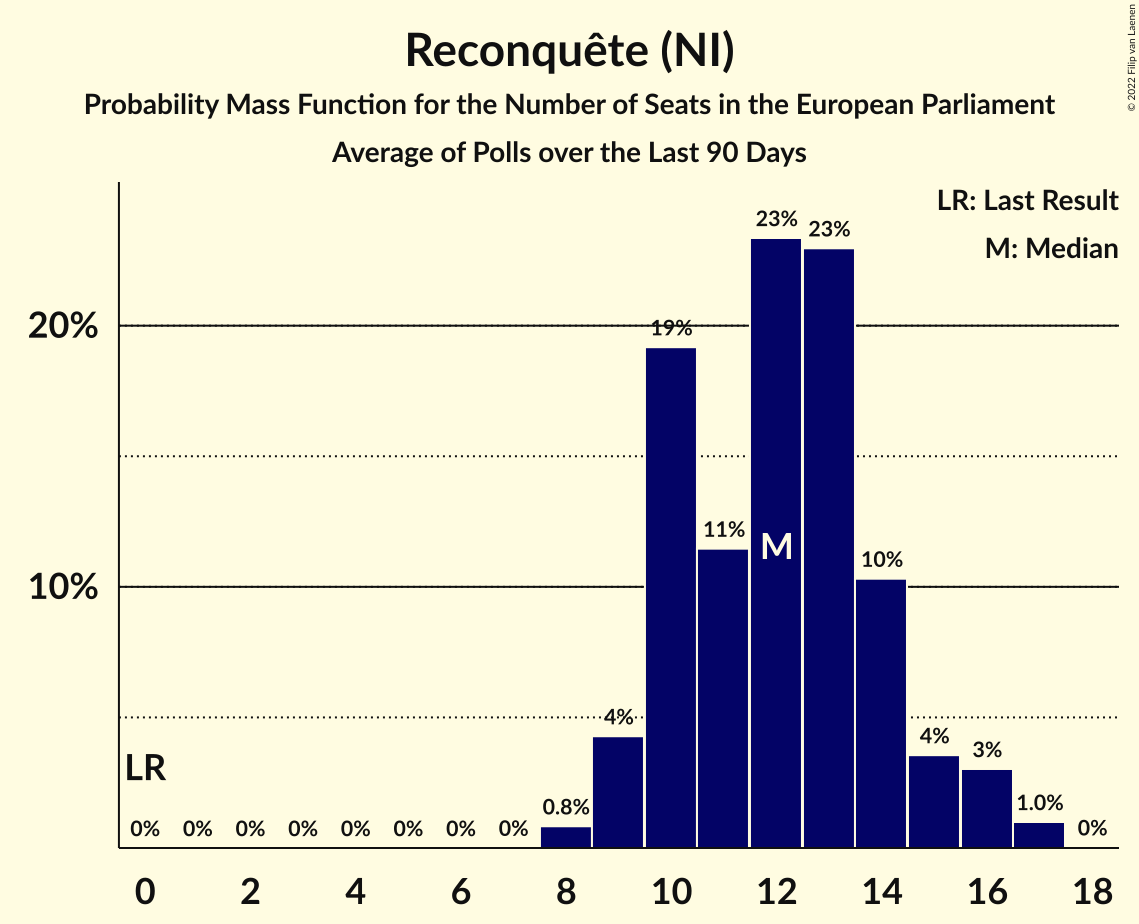 Reconquête (NI)
Probability Mass Function for the Number of Seats in the European Parliament
Average of Polls over the Last 90 Days
© 2022 Filip van Laenen
LR: Last Result
M: Median
20%
10%
23%
23%
19%
11%
M
10%
4%
4%
3%
LR
0.8%
1.0%
0% 0% 0% 0% 0% 0% 0% 0% 0%
0 2 4 6 8 10 12 14 16 18